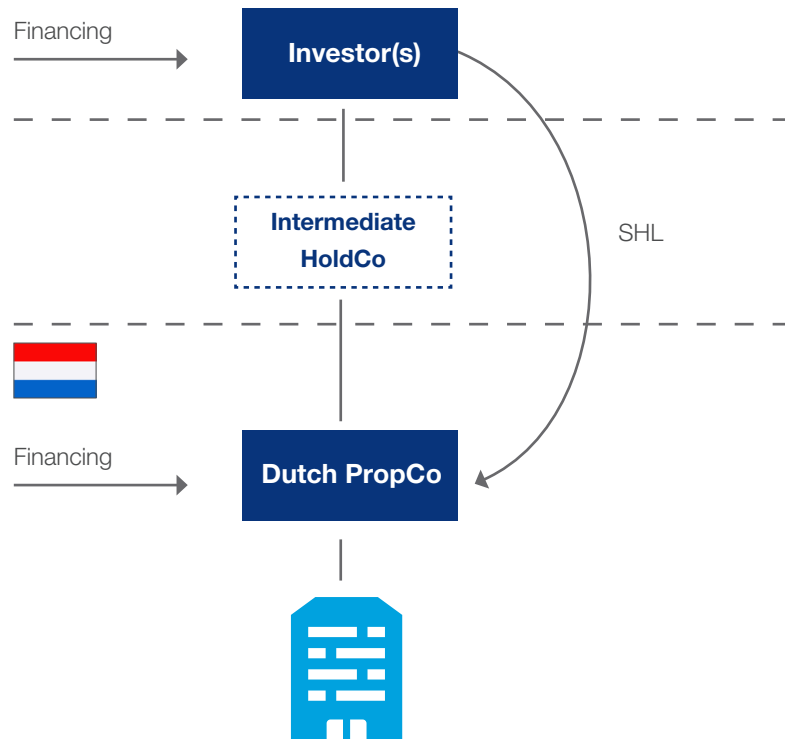 Financing
Investor(s)
Intermediate
HoldCo
SHL
Financing
Dutch PropCo